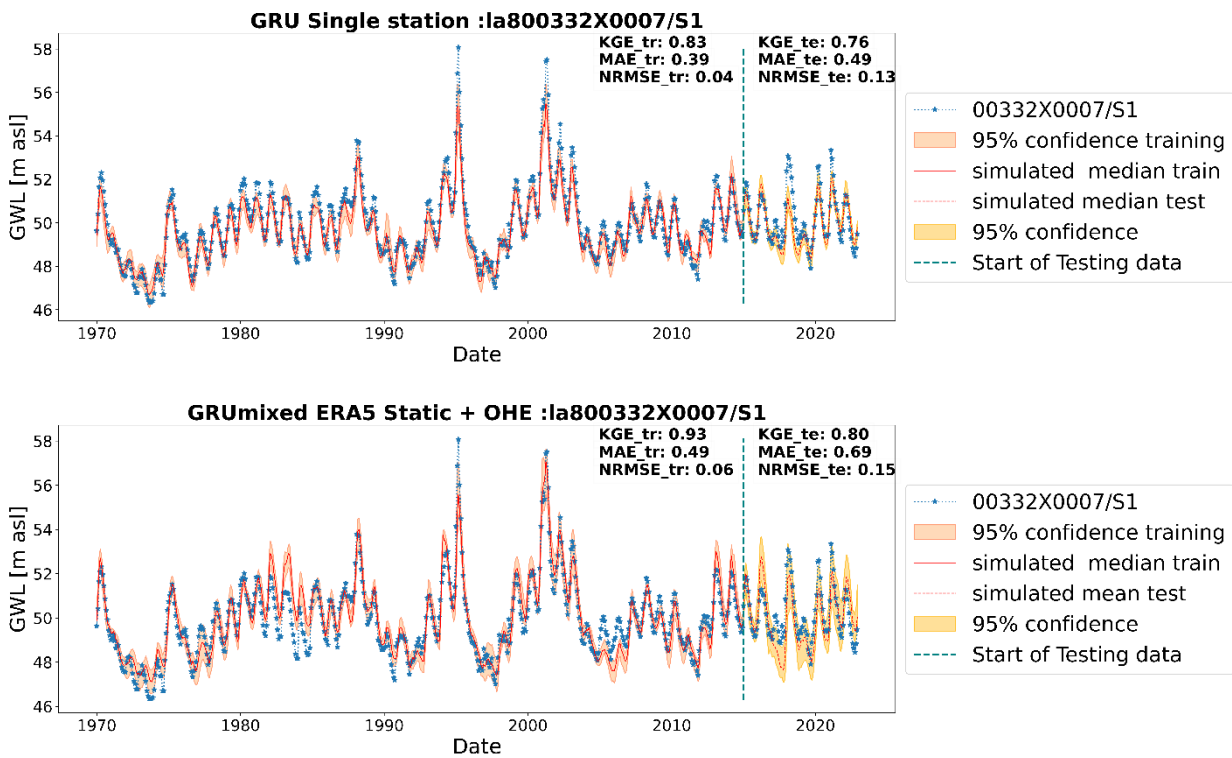 GRU Single station :la800332X0007/S1
KGE_tr: 0.83
MAE_tr: 0.39
NRMSE_tr: 0.04
KGE_te: 0.76
MAE_te: 0.49
NRMSE_te: 0.13
GWL [m asl]
58
56
54
52
50
48
46
1970
1980
1990
2000
2010
2020
Date
00332X0007/S1
95% confidence training
simulated  median train
simulated median test
95% confidence
Start of Testing data
GRUmixed ERA5 Static + OHE :la800332X0007/S1
KGE_tr: 0.93
MAE_tr: 0.49
NRMSE_tr: 0.06
KGE_te: 0.80
MAE_te: 0.69
NRMSE_te: 0.15
GWL [m asl]
58
56
54
52
50
48
46
1970
1980
1990
2000
2010
2020
Date
00332X0007/S1
95% confidence training
simulated  median train
simulated mean test
95% confidence
Start of Testing data